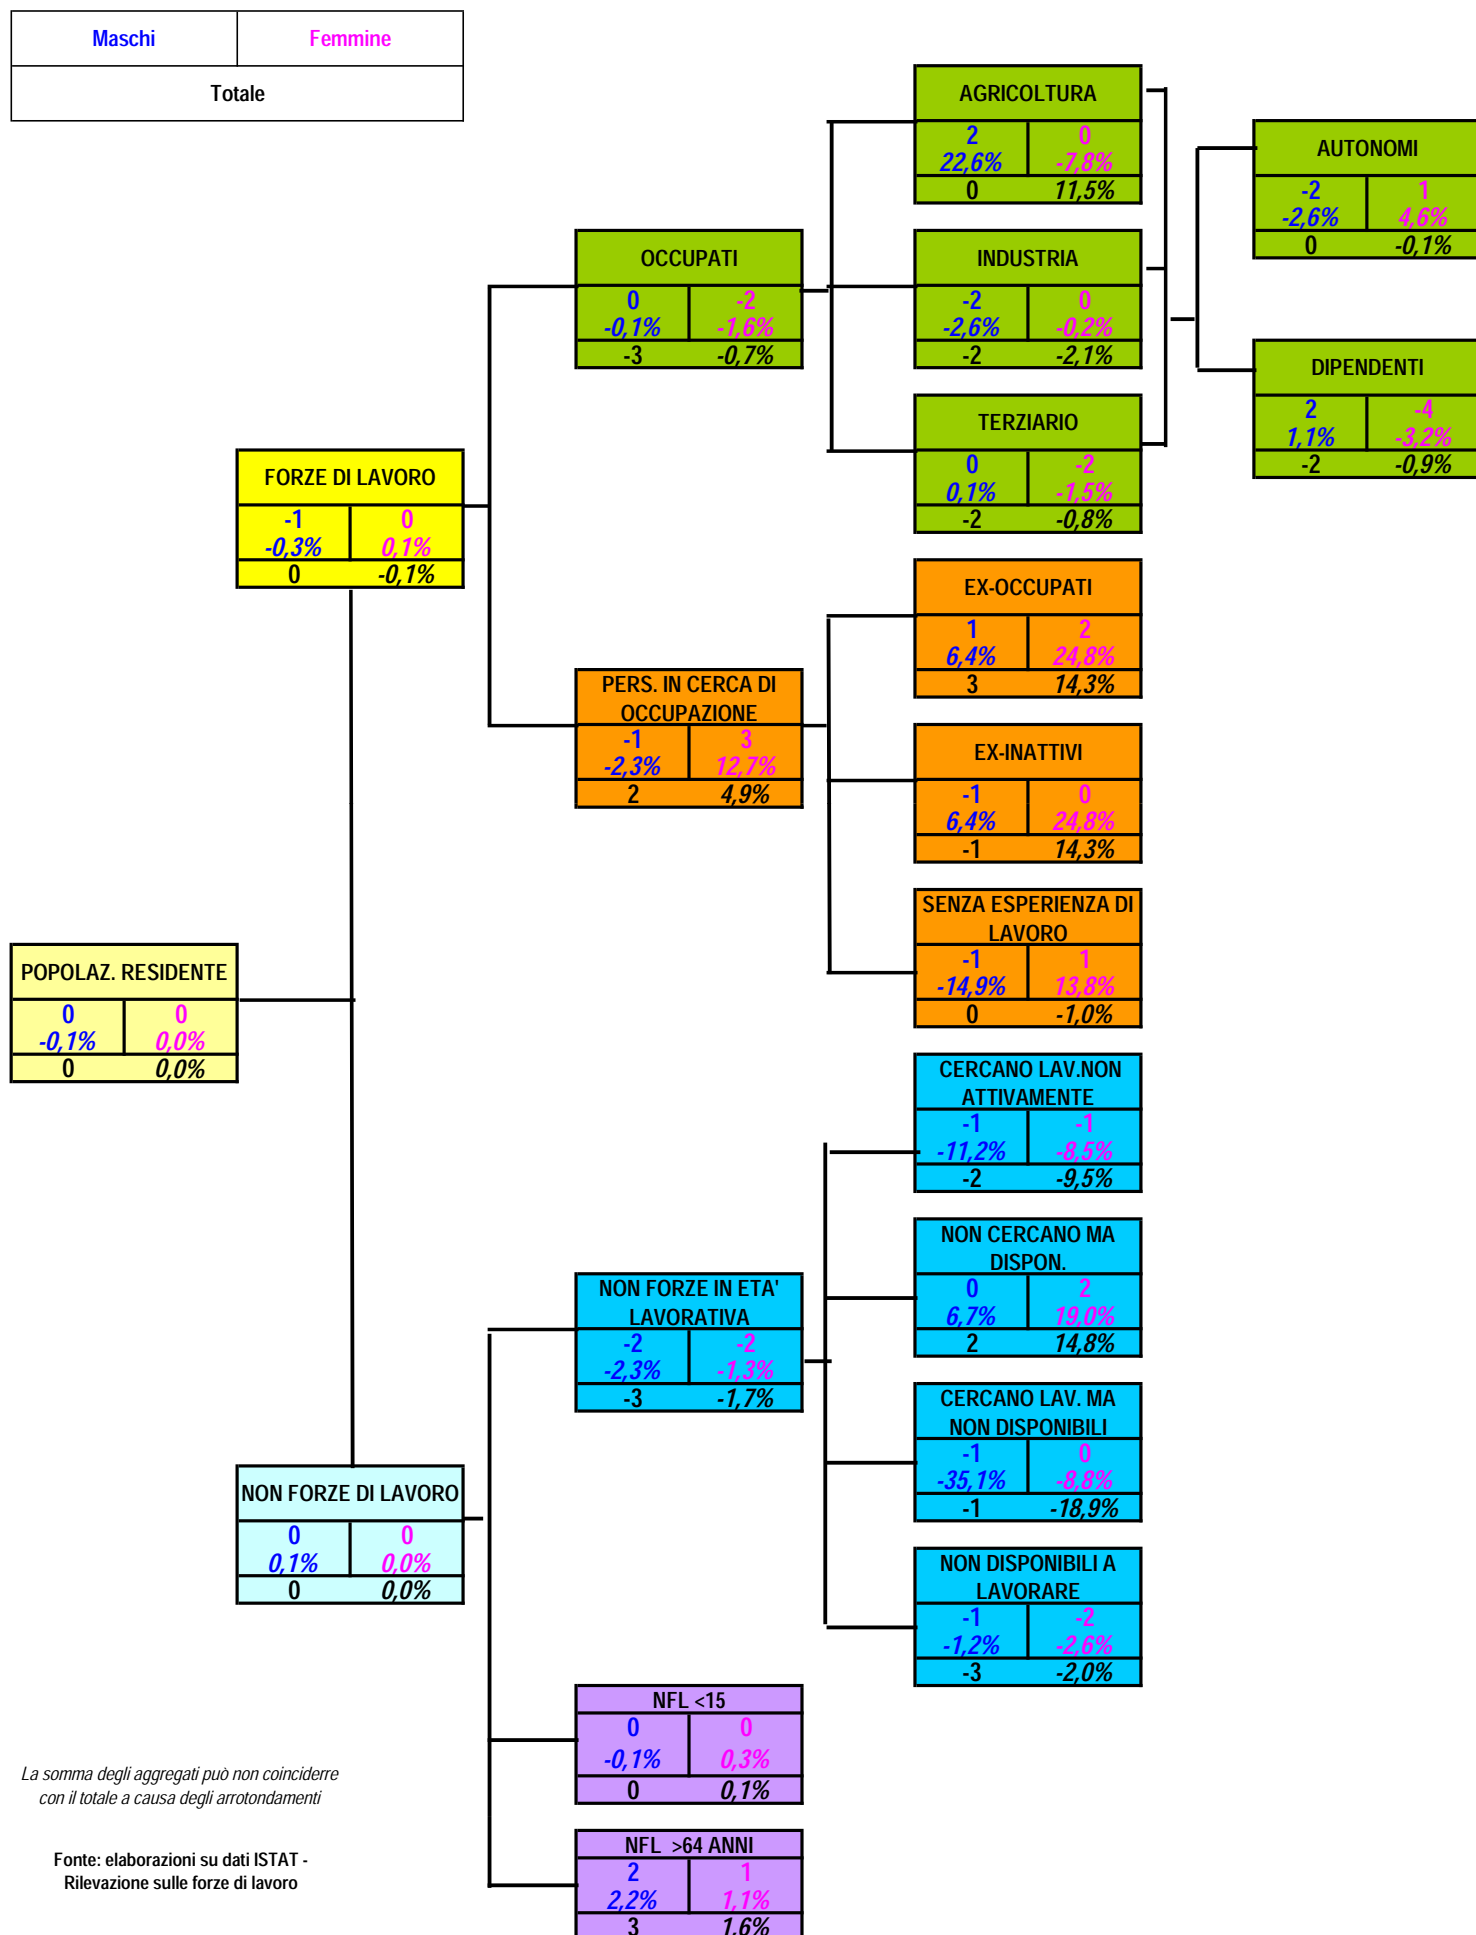 Maschi Femmine
Totale
AGRICOLTURA
2 0
22,6% -7,8%
0 11,5%
AUTONOMI
-2 1
-2,6% 4,6%
0 -0,1%
OCCUPATI
0 -2
-0,1% -1,6%
-3 -0,7%
INDUSTRIA
-2 0
-2,6% -0,2%
-2 -2,1%
DIPENDENTI
2 -4
1,1% -3,2%
-2 -0,9%
TERZIARIO
0 -2
0,1% -1,5%
-2 -0,8%
FORZE DI LAVORO
-1 0
-0,3% 0,1%
0 -0,1%
EX-OCCUPATI
1 2
6,4% 24,8%
3 14,3%
PERS. IN CERCA DI
OCCUPAZIONE
-1 3
-2,3% 12,7%
2 4,9%
EX-INATTIVI
-1 0
6,4% 24,8%
-1 14,3%
SENZA ESPERIENZA DI
LAVORO
-1 1
-14,9% 13,8%
0 -1,0%
POPOLAZ. RESIDENTE
0 0
-0,1% 0,0%
0 0,0%
CERCANO LAV.NON
ATTIVAMENTE
-1 -1
-11,2% -8,5%
-2 -9,5%
NON CERCANO MA
DISPON.
0 2
6,7% 19,0%
2 14,8%
NON FORZE IN ETA'
LAVORATIVA
-2 -2
-2,3% -1,3%
-3 -1,7%
CERCANO LAV. MA
NON DISPONIBILI
-1 0
-35,1% -8,8%
-1 -18,9%
NON FORZE DI LAVORO
0 0
0,1% 0,0%
0 0,0%
NON DISPONIBILI A
LAVORARE
-1 -2
-1,2% -2,6%
-3 -2,0%
NFL <15
0 0
-0,1% 0,3%
0 0,1%
La somma degli aggregati può non coinciderre
con il totale a causa degli arrotondamenti
NFL >64 ANNI
2 1
2,2% 1,1%
3 1,6%
Fonte: elaborazioni su dati ISTAT -
Rilevazione sulle forze di lavoro